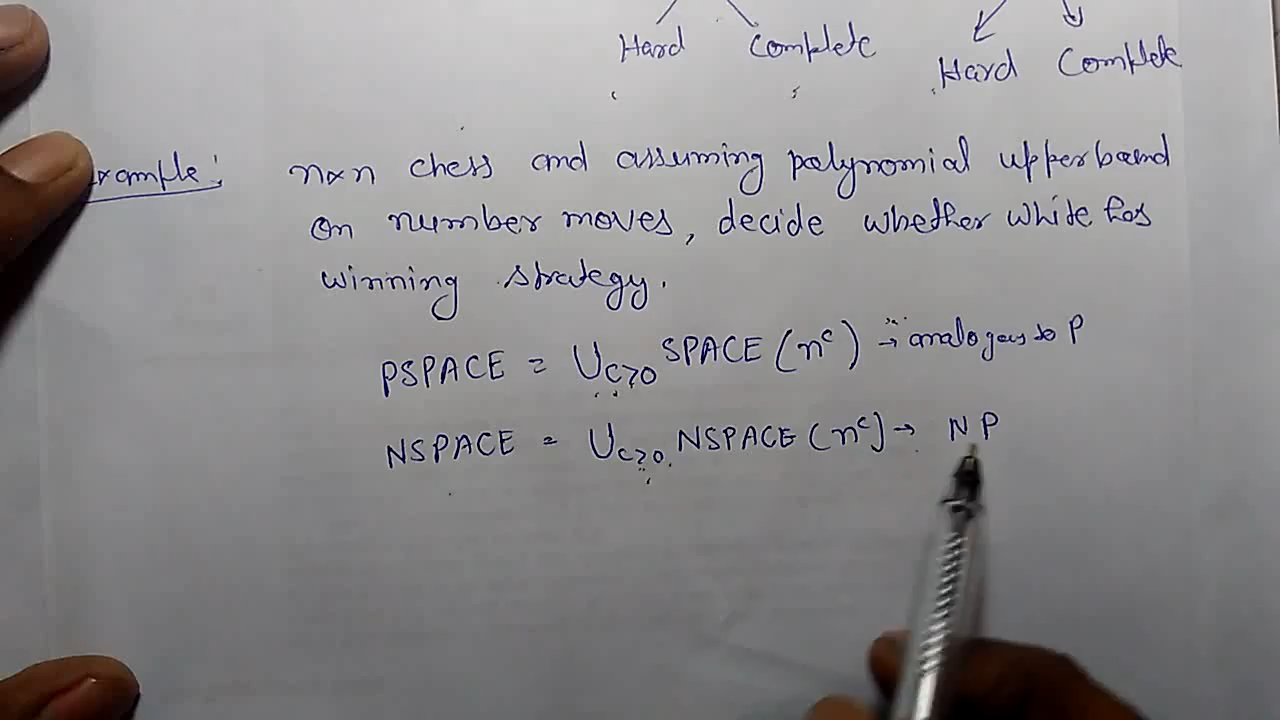 Hard Complete Hard Complete
xample: nxn chess and assuming polynomial upperbaund
on number moves, decide whether white has
winning strategy.
PSPACE = U c>0 SPACE (n^c) → analogous to P
NSPACE = U c>0 NSPACE (n^c) → NP